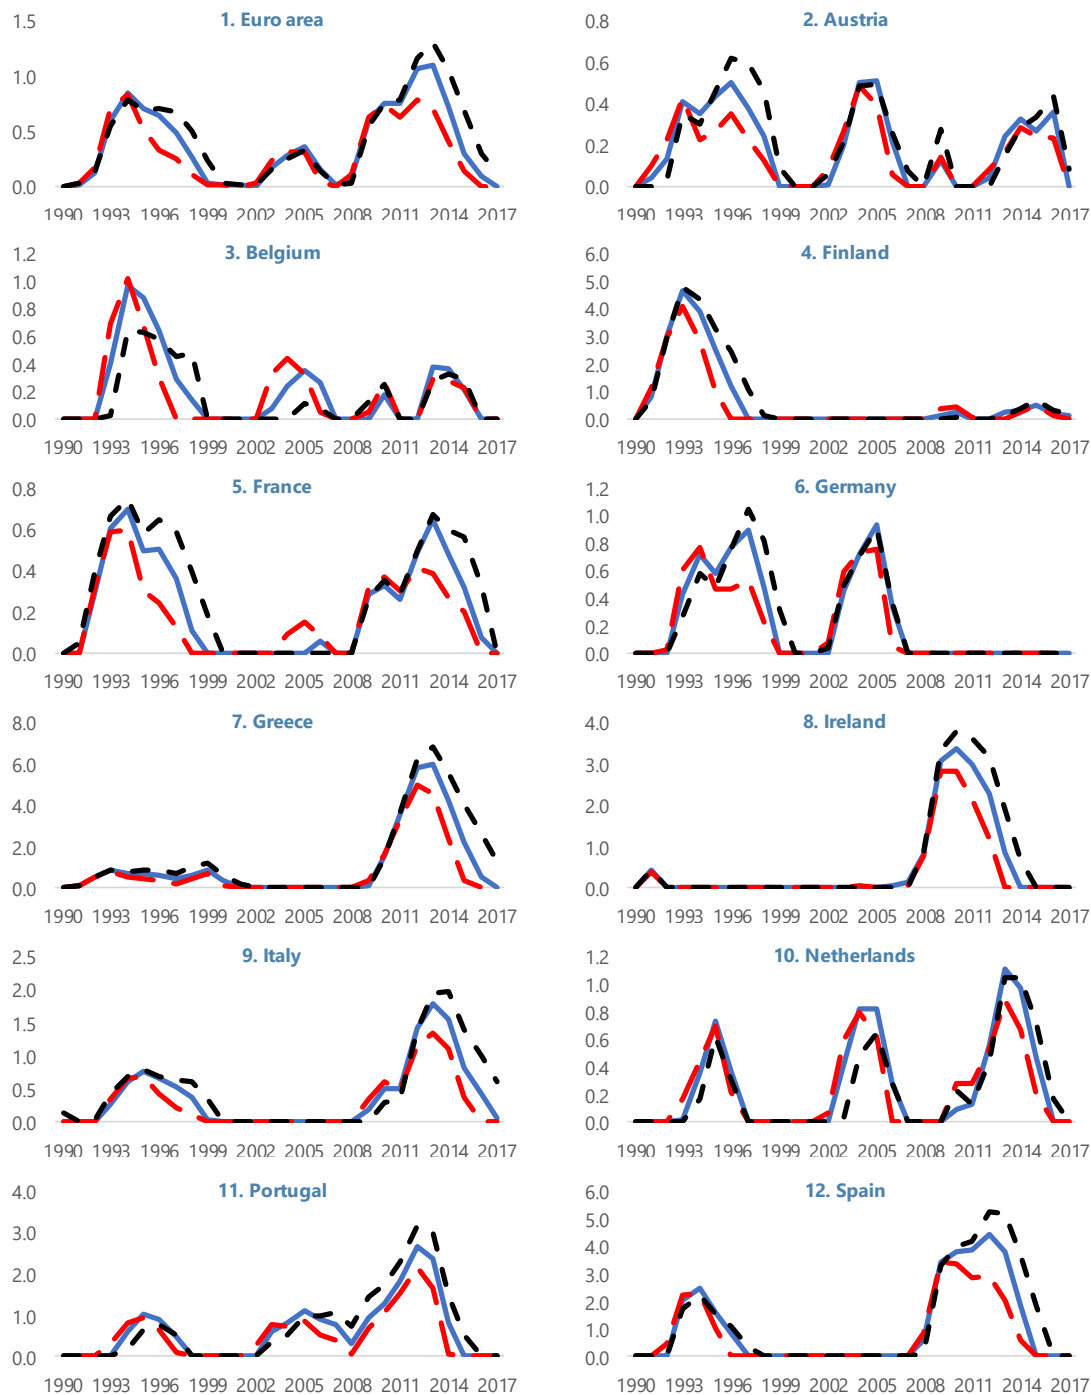 1. Euro area
1.5
1.0
0.5
0.0
1990 1993 1996 1999 2002 2005 2008 2011 2014 2017
2. Austria
0.8
0.6
0.4
0.2
0.0
1990 1993 1996 1999 2002 2005 2008 2011 2014 2017
3. Belgium
1.2
1.0
0.8
0.6
0.4
0.2
0.0
1990 1993 1996 1999 2002 2005 2008 2011 2014 2017
4. Finland
6.0
5.0
4.0
3.0
2.0
1.0
0.0
1990 1993 1996 1999 2002 2005 2008 2011 2014 2017
5. France
0.8
0.6
0.4
0.2
0.0
1990 1993 1996 1999 2002 2005 2008 2011 2014 2017
6. Germany
1.2
1.0
0.8
0.6
0.4
0.2
0.0
1990 1993 1996 1999 2002 2005 2008 2011 2014 2017
7. Greece
8.0
6.0
4.0
2.0
0.0
1990 1993 1996 1999 2002 2005 2008 2011 2014 2017
8. Ireland
4.0
3.0
2.0
1.0
0.0
1990 1993 1996 1999 2002 2005 2008 2011 2014 2017
9. Italy
2.5
2.0
1.5
1.0
0.5
0.0
1990 1993 1996 1999 2002 2005 2008 2011 2014 2017
10. Netherlands
1.2
1.0
0.8
0.6
0.4
0.2
0.0
1990 1993 1996 1999 2002 2005 2008 2011 2014 2017
11. Portugal
4.0
3.0
2.0
1.0
0.0
1990 1993 1996 1999 2002 2005 2008 2011 2014 2017
12. Spain
6.0
5.0
4.0
3.0
2.0
1.0
0.0
1990 1993 1996 1999 2002 2005 2008 2011 2014 2017